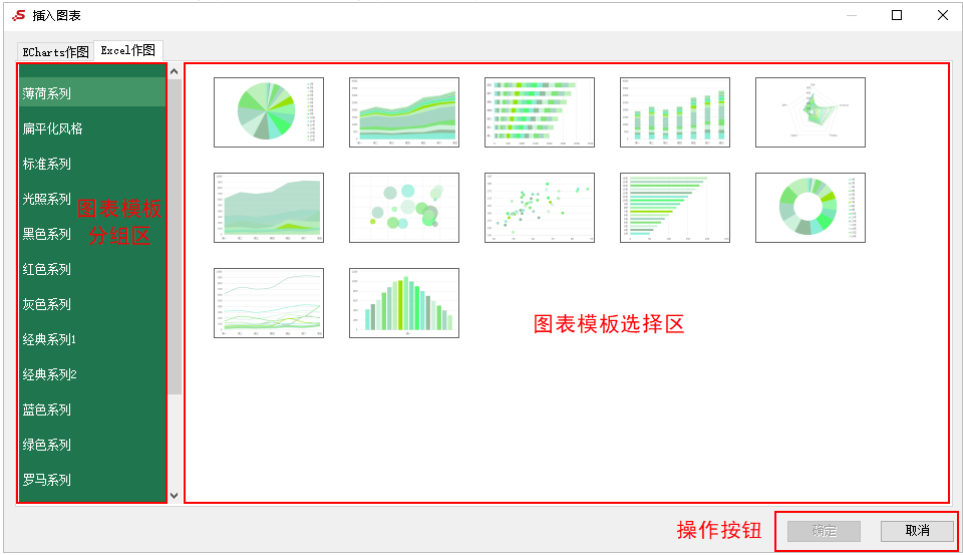 插入图表
ECharts作图 Excel作图
薄荷系列
扁平化风格
标准系列
光照系列
图表模板
分组区
黑色系列
红色系列
灰色系列
经典系列1
经典系列2
蓝色系列
绿色系列
罗马系列
图表模板选择区
操作按钮
确定
取消